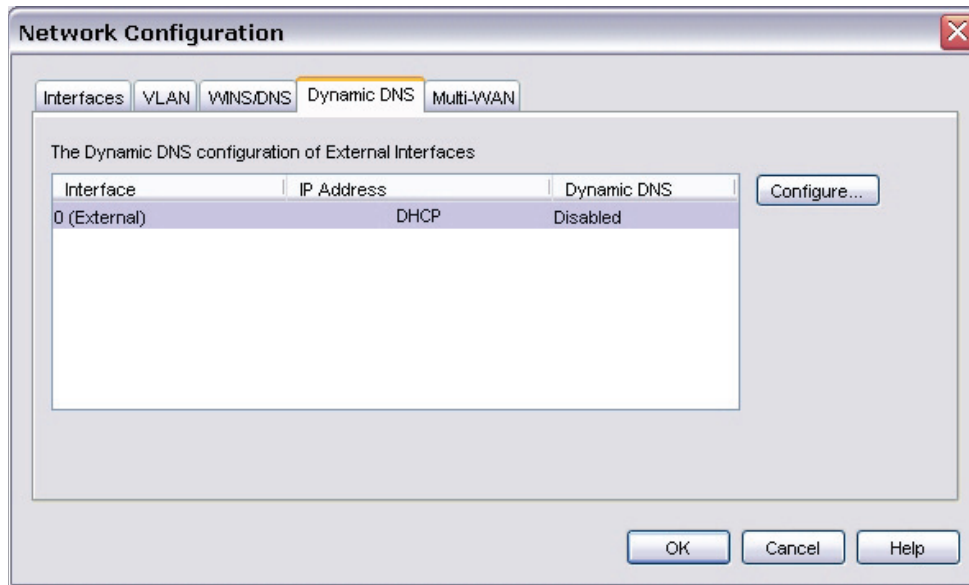 Network Configuration
Interfaces VLAN WINS/DNS Dynamic DNS Multi-WAN
The Dynamic DNS configuration of External Interfaces
Interface IP Address Dynamic DNS
Configure...
0 (External) DHCP Disabled
OK Cancel Help